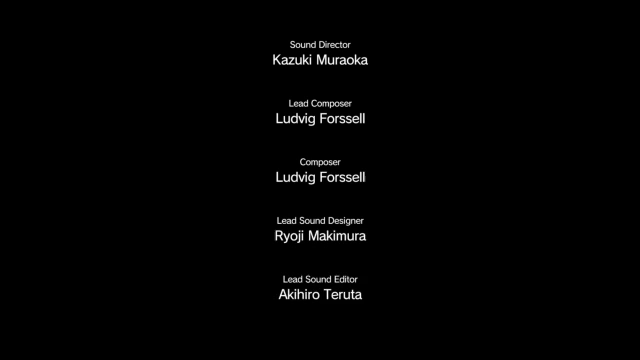 Sound Director
Kazuki Muraoka
Lead Composer
Ludvig Forssell
Composer
Ludvig Forssell
Lead Sound Designer
Ryoji Makimura
Lead Sound Editor
Akihiro Teruta